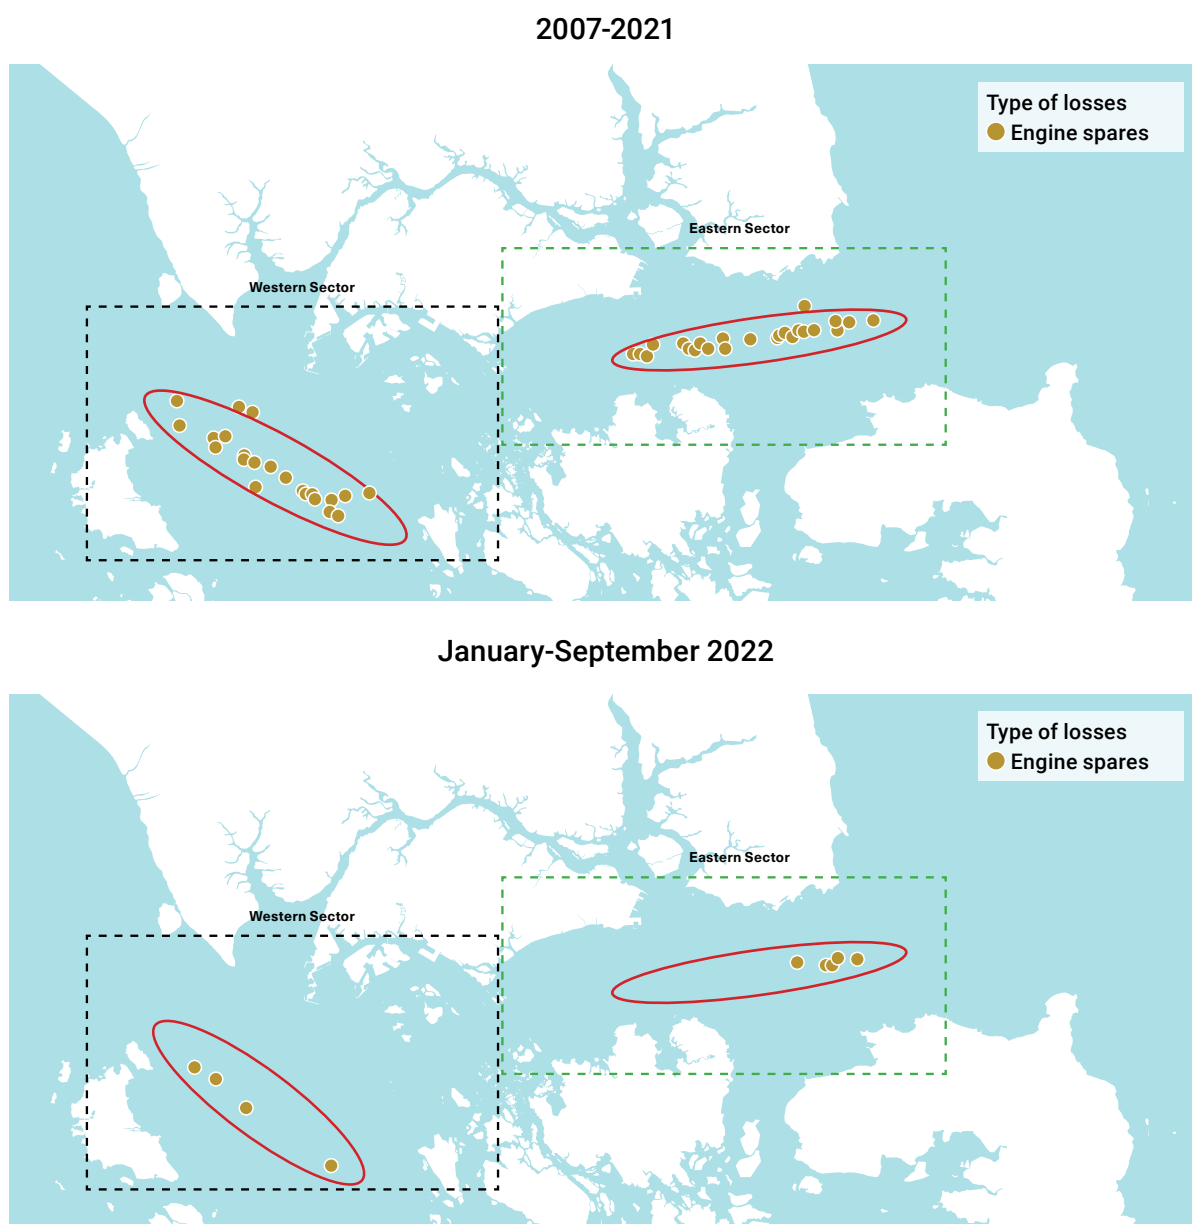 2007-2021
Type of losses
Engine spares
Eastern Sector
Western Sector
January-September 2022
Type of losses
Engine spares
Eastern Sector
Western Sector